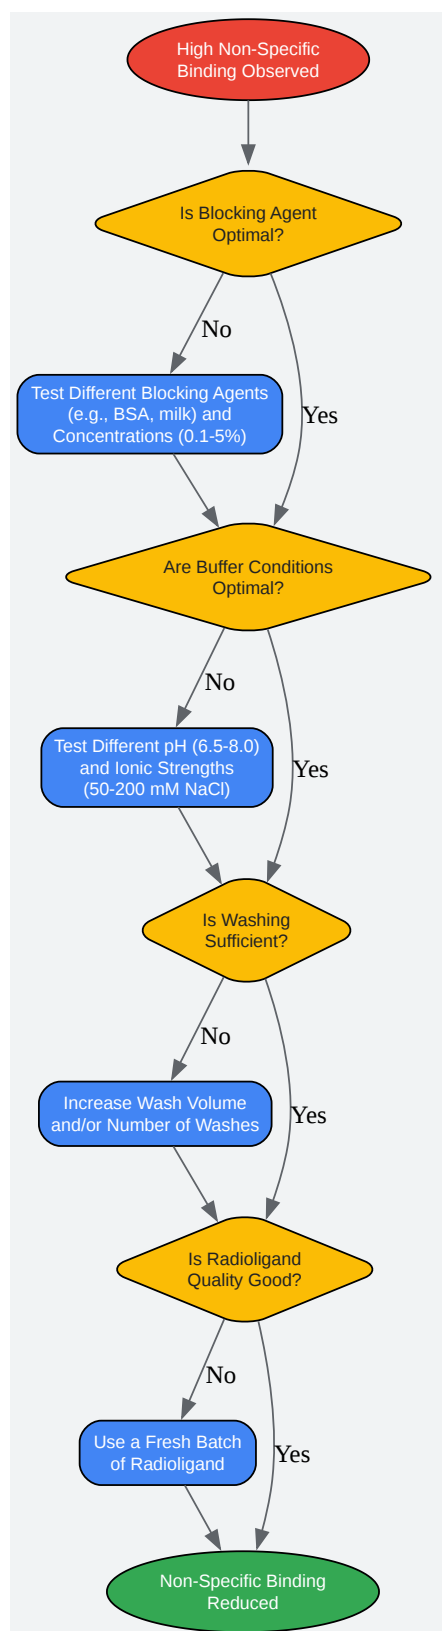 High Non-Specific
Binding Observed
Is Blocking Agent
Optimal?
No
Test Different Blocking Agents
(e.g., BSA, milk) and
Concentrations (0.1-5%)
Yes
Are Buffer Conditions
Optimal?
No
Test Different pH (6.5-8.0)
and Ionic Strengths
(50-200 mM NaCl)
Yes
Is Washing
Sufficient?
No
Increase Wash Volume
and/or Number of Washes
Yes
Is Radioligand
Quality Good?
No
Use a Fresh Batch
of Radioligand
Yes
Non-Specific Binding
Reduced